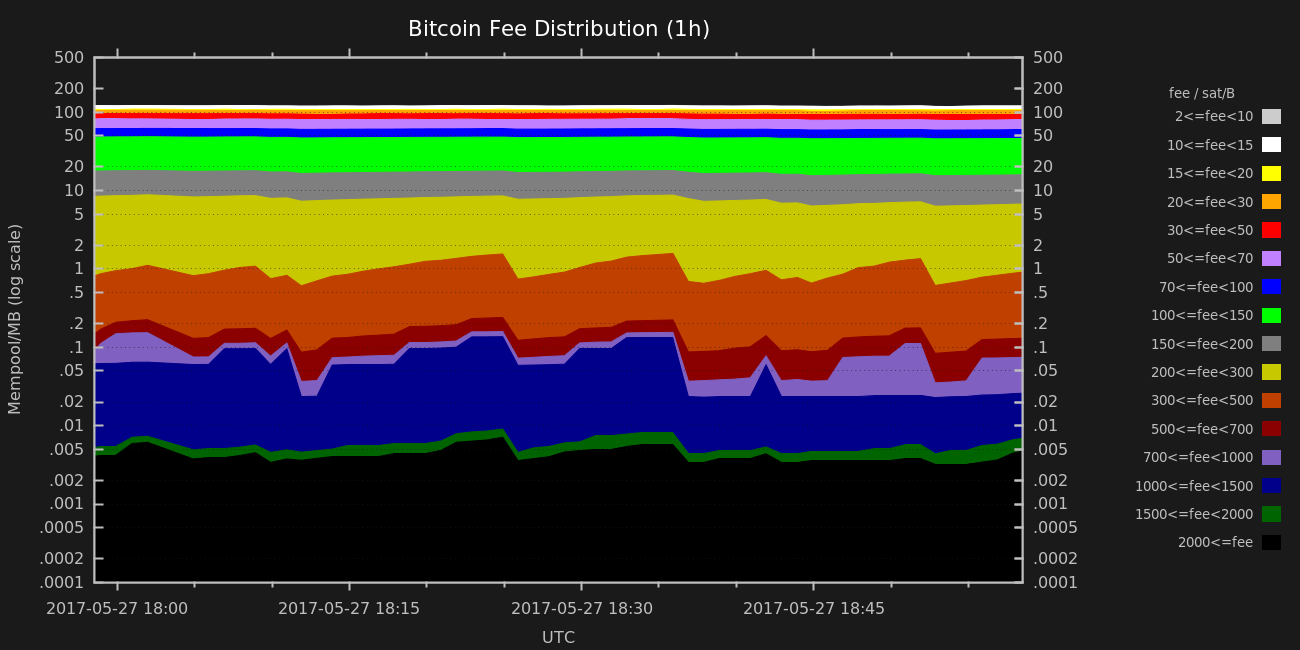 Bitcoin Fee Distribution (1h)
500 500
200 200
100 100
50 50
20 20
10 10
5 5
2 2
1 1
.5 .5
.2 .2
.1 .1
.05 .05
.02 .02
.01 .01
.005 .005
.002 .002
.001 .001
.0005 .0005
.0002 .0002
.0001 .0001
Mempool/MB (log scale)
2017-05-27 18:00 2017-05-27 18:15 2017-05-27 18:30 2017-05-27 18:45
UTC
fee / sat/B
2<=fee<10
10<=fee<15
15<=fee<20
20<=fee<30
30<=fee<50
50<=fee<70
70<=fee<100
100<=fee<150
150<=fee<200
200<=fee<300
300<=fee<500
500<=fee<700
700<=fee<1000
1000<=fee<1500
1500<=fee<2000
2000<=fee